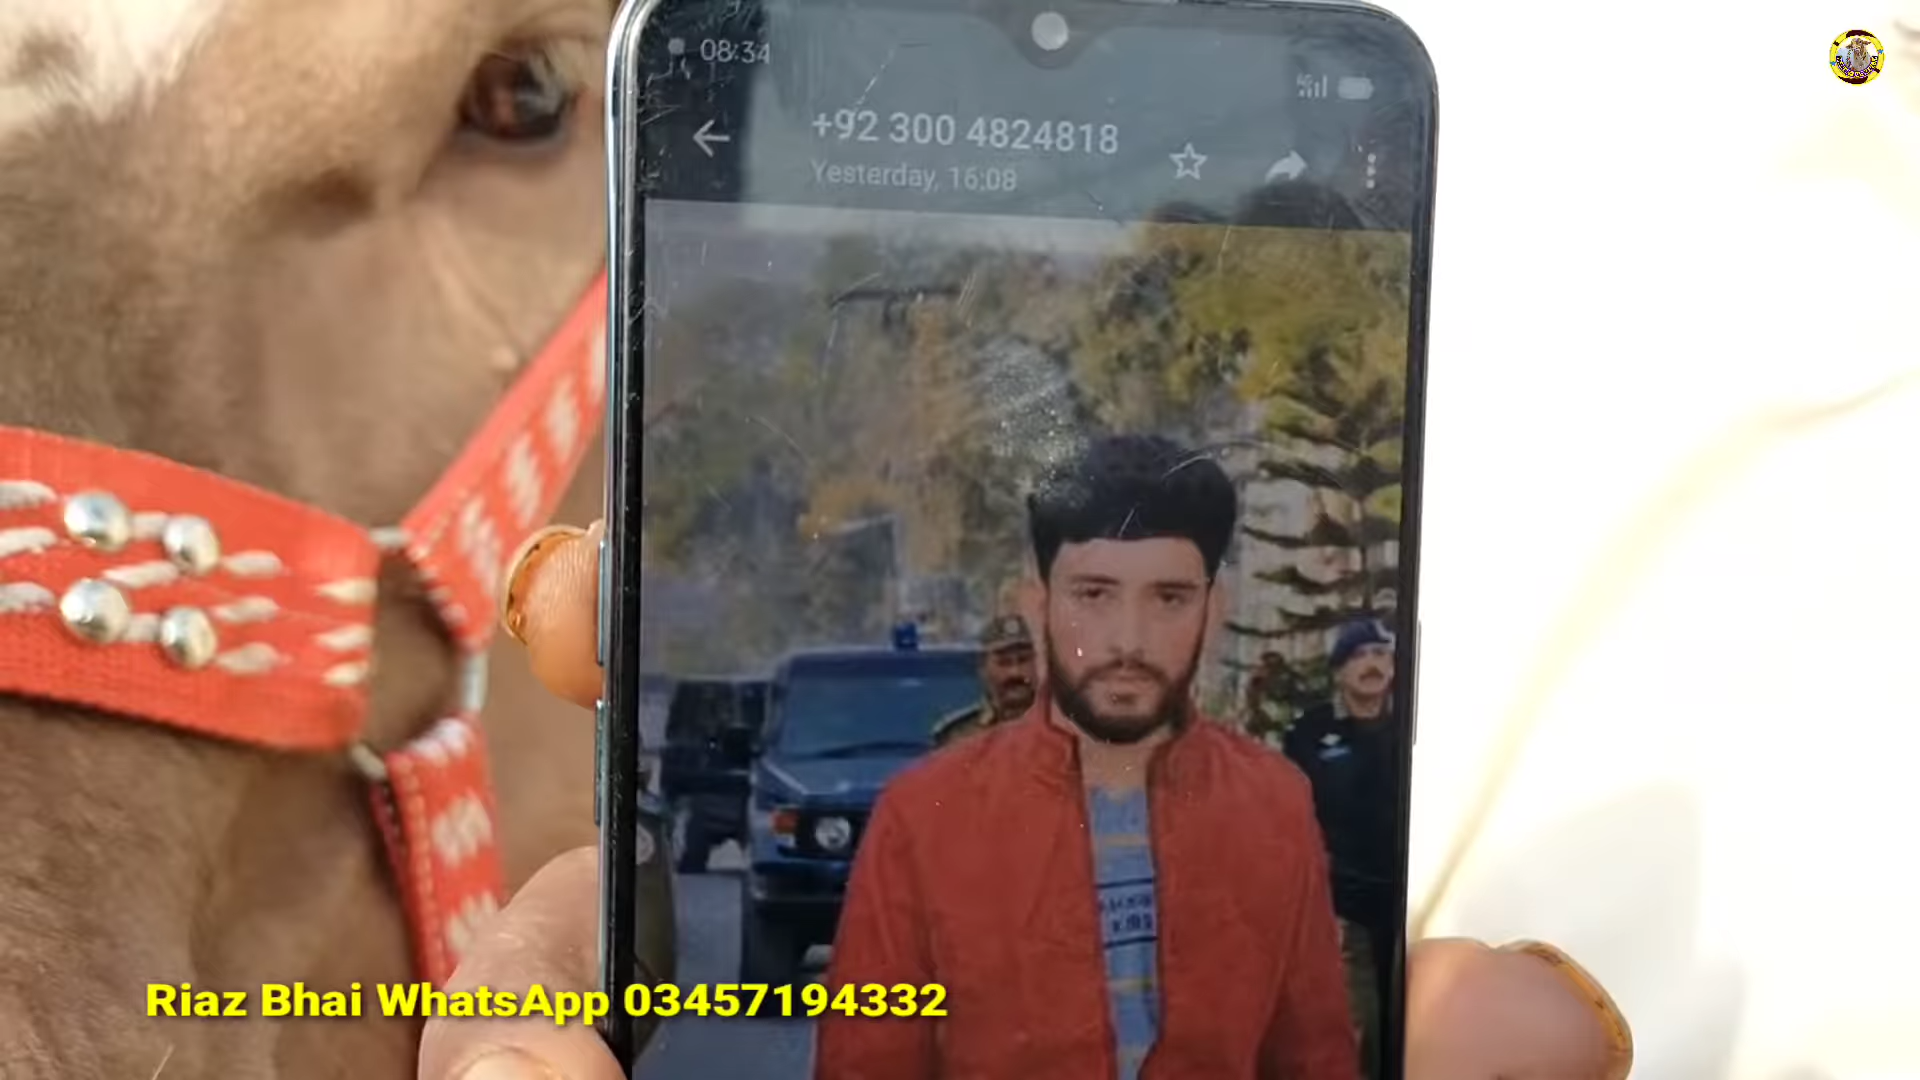 08:34
+92 300 4824818
Yesterday, 16:08
Riaz Bhai WhatsApp 03457194332